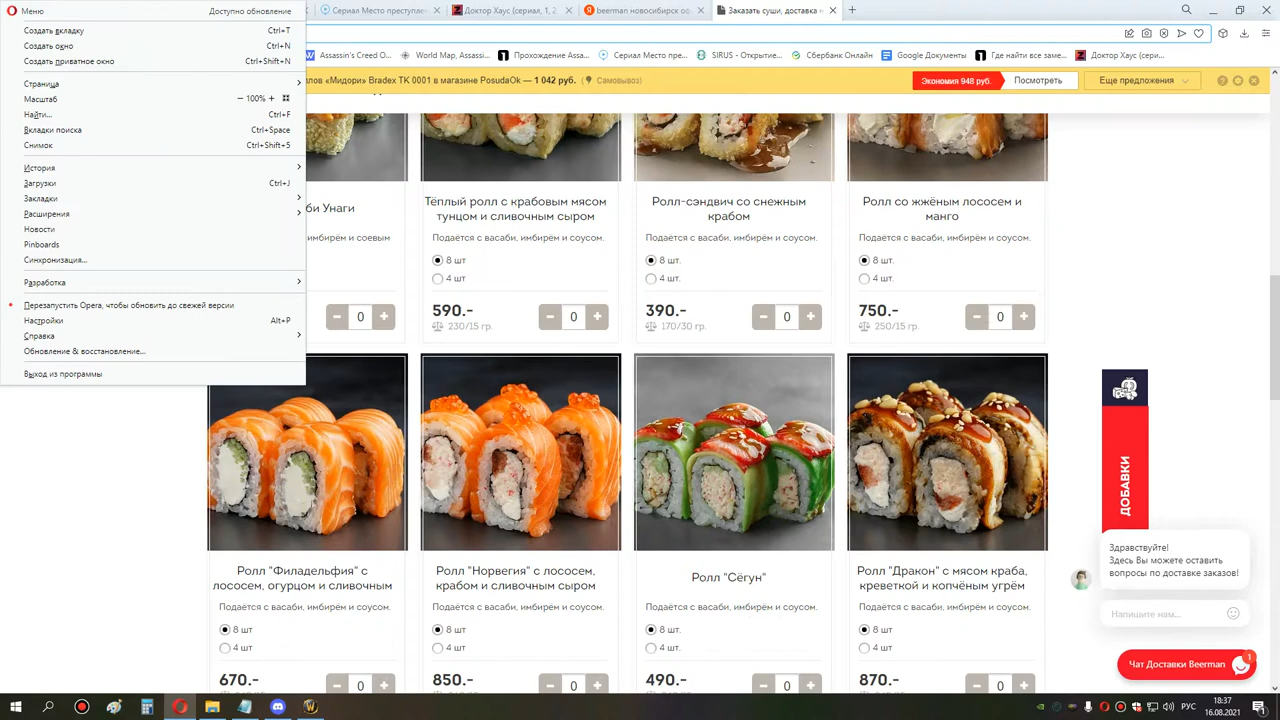 Меню Доступно обновление
Сериал Место преступлен
Доктор Хаус (сериал, 1, 2
beerman новосибирск оф
Заказать суши, доставка н
Создать вкладку Ctrl+T
Создать окно Ctrl+N
Создать приватное окно Ctrl+Shift+N
Страница
Масштаб 100%
Найти... Ctrl+F
Вкладки поиска Ctrl+Space
Снимок Ctrl+Shift+5
История
Загрузки Ctrl+J
Закладки
Расширения
Новости
Pinboards
Синхронизация...
Разработка
Перезапустить Opera, чтобы обновить до свежей версии
Настройки Alt+P
Справка
Обновление & восстановление...
Выход из программы
Assassin's Creed O...
World Map, Assassi...
Прохождение Assa...
Сериал Место пре...
SIRUS - Открытие...
Сбербанк Онлайн
Google Документы
Где найти все заме...
Доктор Хаус (сери...
лов «Мидори» Bradex TK 0001 в магазине PosudaOk — 1 042 руб. (Самовывоз)
Экономия 948 руб. Посмотреть
Еще предложения
би Унаги
имбирём и соевым
0
Тёплый ролл с крабовым мясом
тунцом и сливочным сыром
Подаётся с васаби, имбирём и соусом.
8 шт
4 шт
590.-
230/15 гр.
0
Ролл-сэндвич со снежным
крабом
Подаётся с васаби, имбирём и соусом.
8 шт.
4 шт.
390.-
170/30 гр.
0
Ролл со жжёным лососем и
манго
Подаётся с васаби, имбирём и соусом.
8 шт.
4 шт.
750.-
250/15 гр.
0
Ролл "Филадельфия" с
лососем, огурцом и сливочным
Подаётся с васаби, имбирём и соусом.
8 шт
4 шт
670.-
0
Ролл "Норвегия" с лососем,
крабом и сливочным сыром
Подаётся с васаби, имбирём и соусом.
8 шт
4 шт
850.-
0
Ролл "Сёгун"
Подаётся с васаби, имбирём и соусом.
8 шт.
4 шт.
490.-
0
Ролл "Дракон" с мясом краба,
креветкой и копчёным угрём
Подаётся с васаби, имбирём и соусом.
8 шт
4 шт
870.-
0
ДОБАВКИ
Здравствуйте!
Здесь Вы можете оставить
вопросы по доставке заказов!
Напишите нам...
Чат Доставки Beerman
1
РУС
18:37
16.08.2021
1